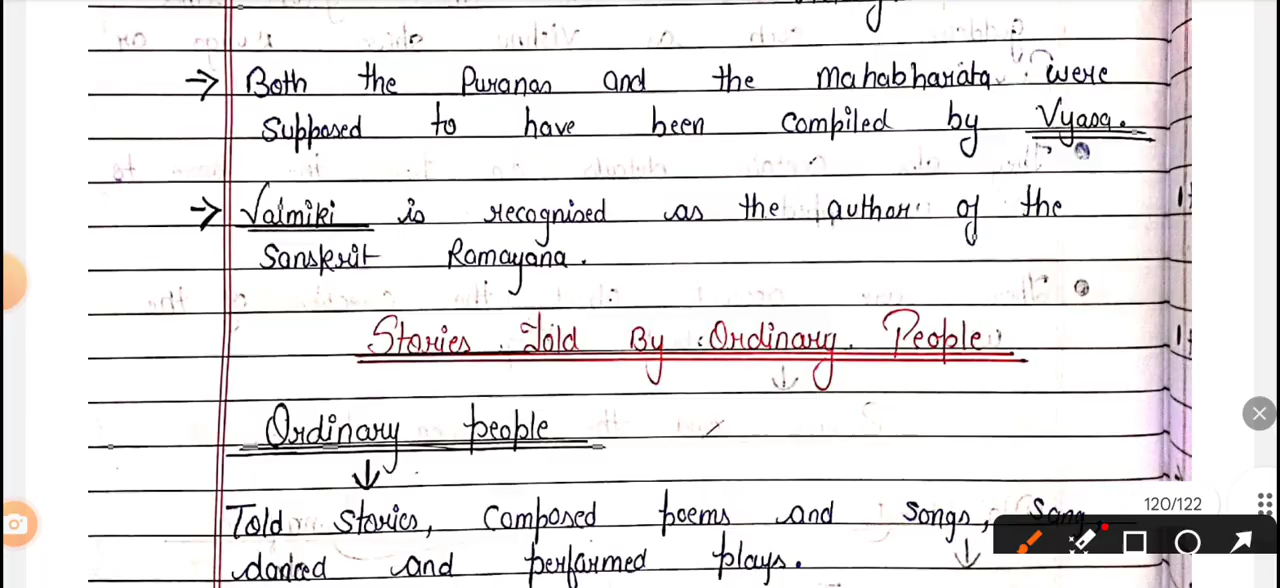 → Both the Puranas and the Mahabharata were
supposed to have been compiled by Vyasa.
→ Valmiki is recognised as the author of the
Sanskrit Ramayana.
Stories Told By Ordinary People
Ordinary people
↓
Told stories, composed poems and songs, sang,
danced and performed plays.
120/122